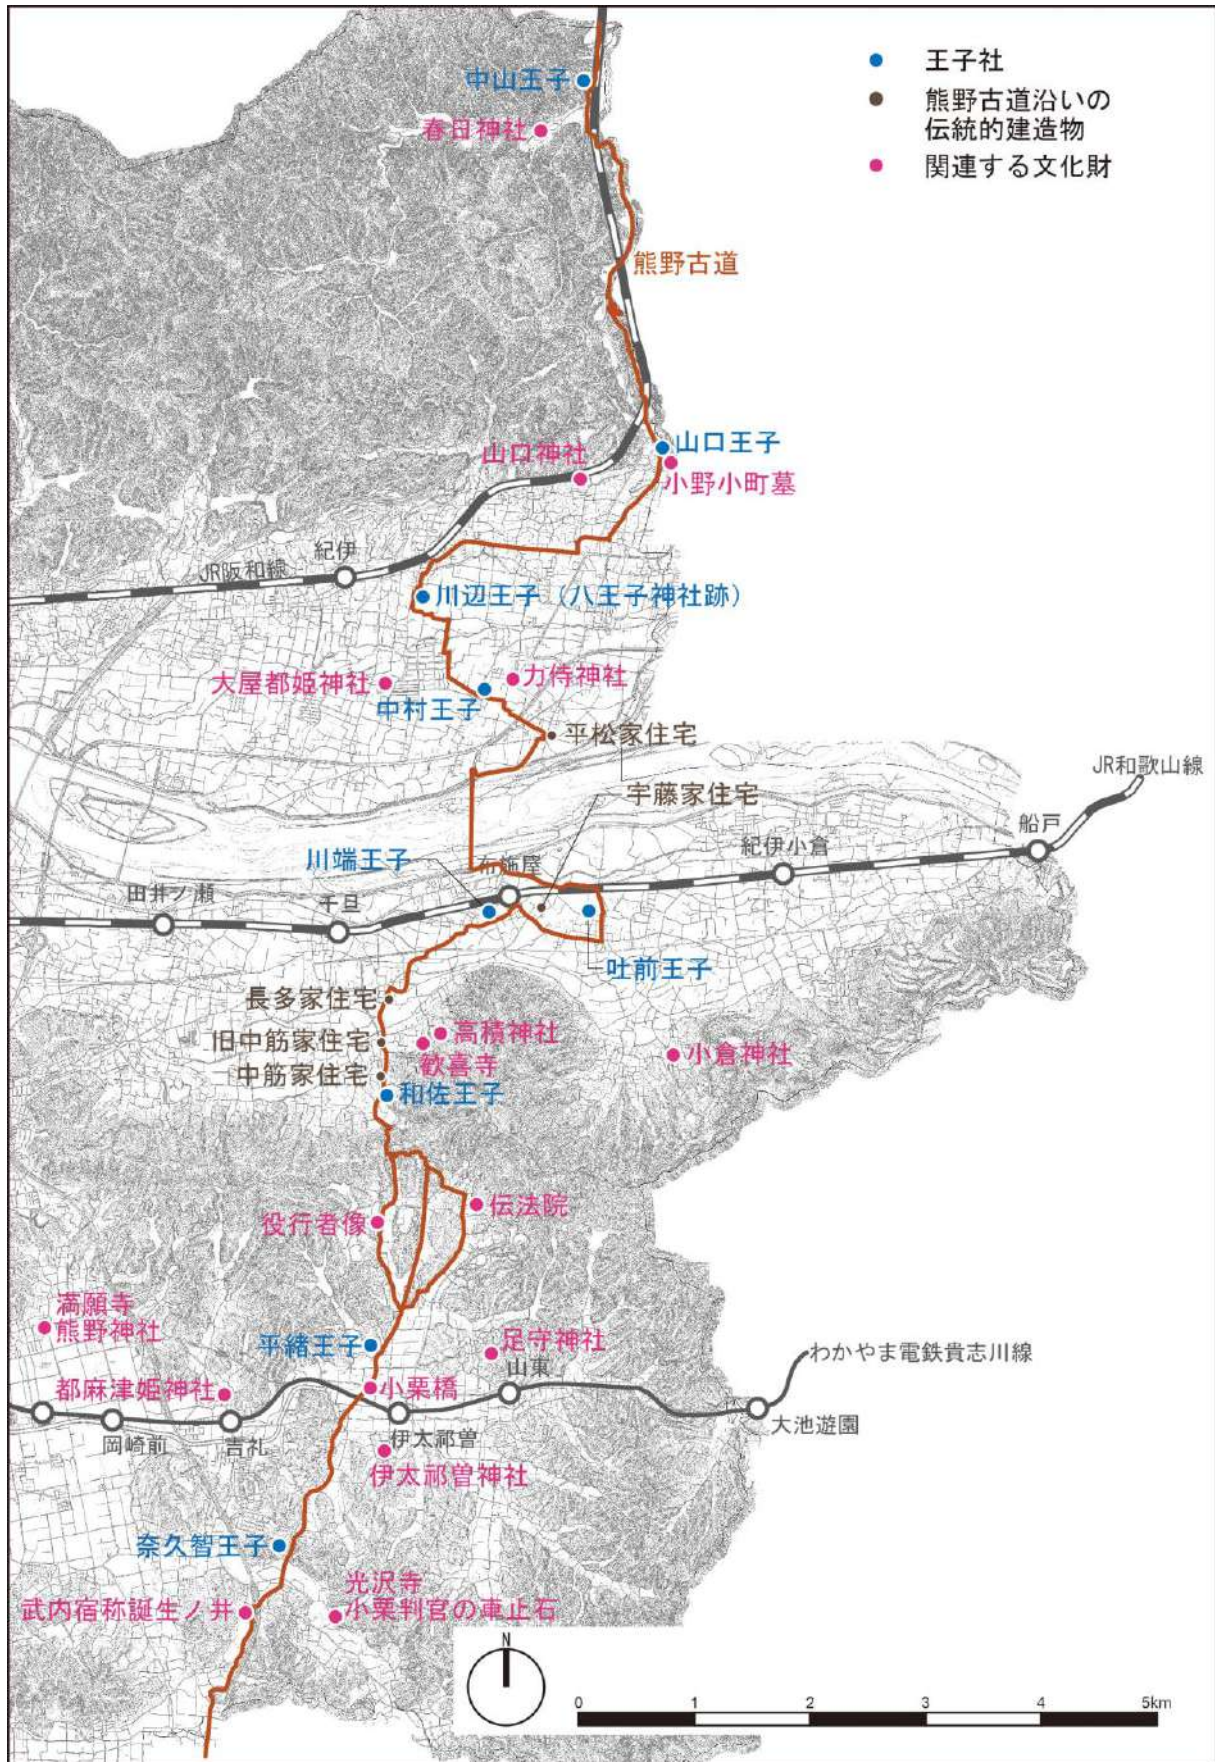 王子社
熊野古道沿いの
伝統的建造物
関連する文化財
中山王子
春日神社
熊野古道
山口王子
山口神社
小野小町墓
紀伊
JR阪和線
川辺王子(八王子神社跡)
大屋都姫神社
力侍神社
中村王子
平松家住宅
JR和歌山線
宇藤家住宅
船戸
川端王子
布施屋
紀伊小倉
田井ノ瀬
千旦
吐前王子
長多家住宅
旧中筋家住宅
高積神社
歓喜寺
小倉神社
中筋家住宅
和佐王子
伝法院
役行者像
満願寺
熊野神社
平緒王子
足守神社
山東
わかやま電鉄貴志川線
都麻津姫神社
小栗橋
大池遊園
岡崎前
吉礼
伊太祁曽
伊太祁曽神社
奈久智王子
光沢寺
小栗判官の車止石
武内宿祢誕生ノ井
N
0 1 2 3 4 5km